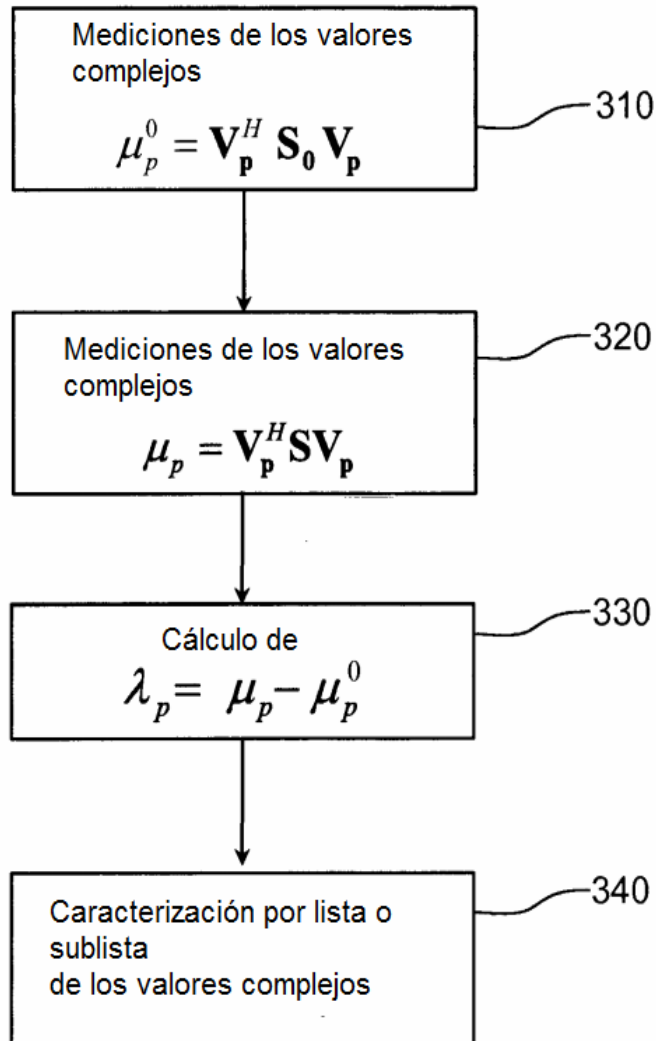 Mediciones de los valores
complejos
μ_p^0 = V_p^H S_0 V_p
310
Mediciones de los valores
complejos
μ_p = V_p^H S V_p
320
Cálculo de
λ_p = μ_p − μ_p^0
330
Caracterización por lista o
sublista
de los valores complejos
340